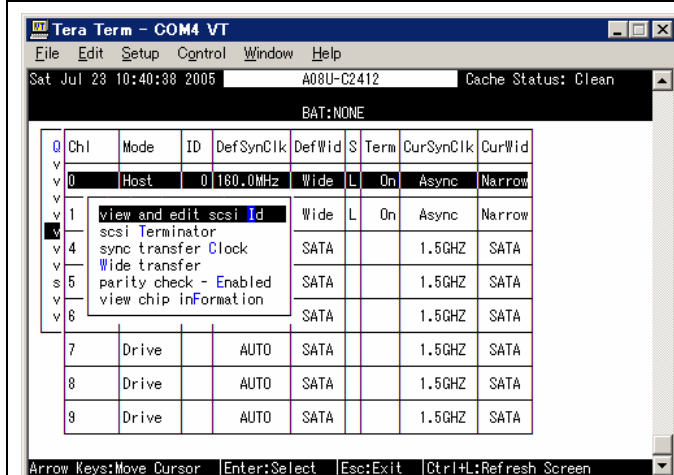 Tera Term - COM4 VT
File Edit Setup Control Window Help
Sat Jul 23 10:40:38 2005 A08U-C2412 Cache Status: Clean
BAT:NONE
Q Chl Mode ID DefSynClk DefWid S Term CurSynClk CurWid
v
v 0 Host 0 160.0MHz Wide L On Async Narrow
v
v 1 view and edit scsi Id Wide L On Async Narrow
v scsi Terminator
v 4 sync transfer Clock SATA 1.5GHZ SATA
v Wide transfer
s 5 parity check - Enabled SATA 1.5GHZ SATA
v view chip inFormation
v 6 SATA 1.5GHZ SATA
7 Drive AUTO SATA 1.5GHZ SATA
8 Drive AUTO SATA 1.5GHZ SATA
9 Drive AUTO SATA 1.5GHZ SATA
Arrow Keys:Move Cursor |Enter:Select |Esc:Exit |Ctrl+L:Refresh Screen